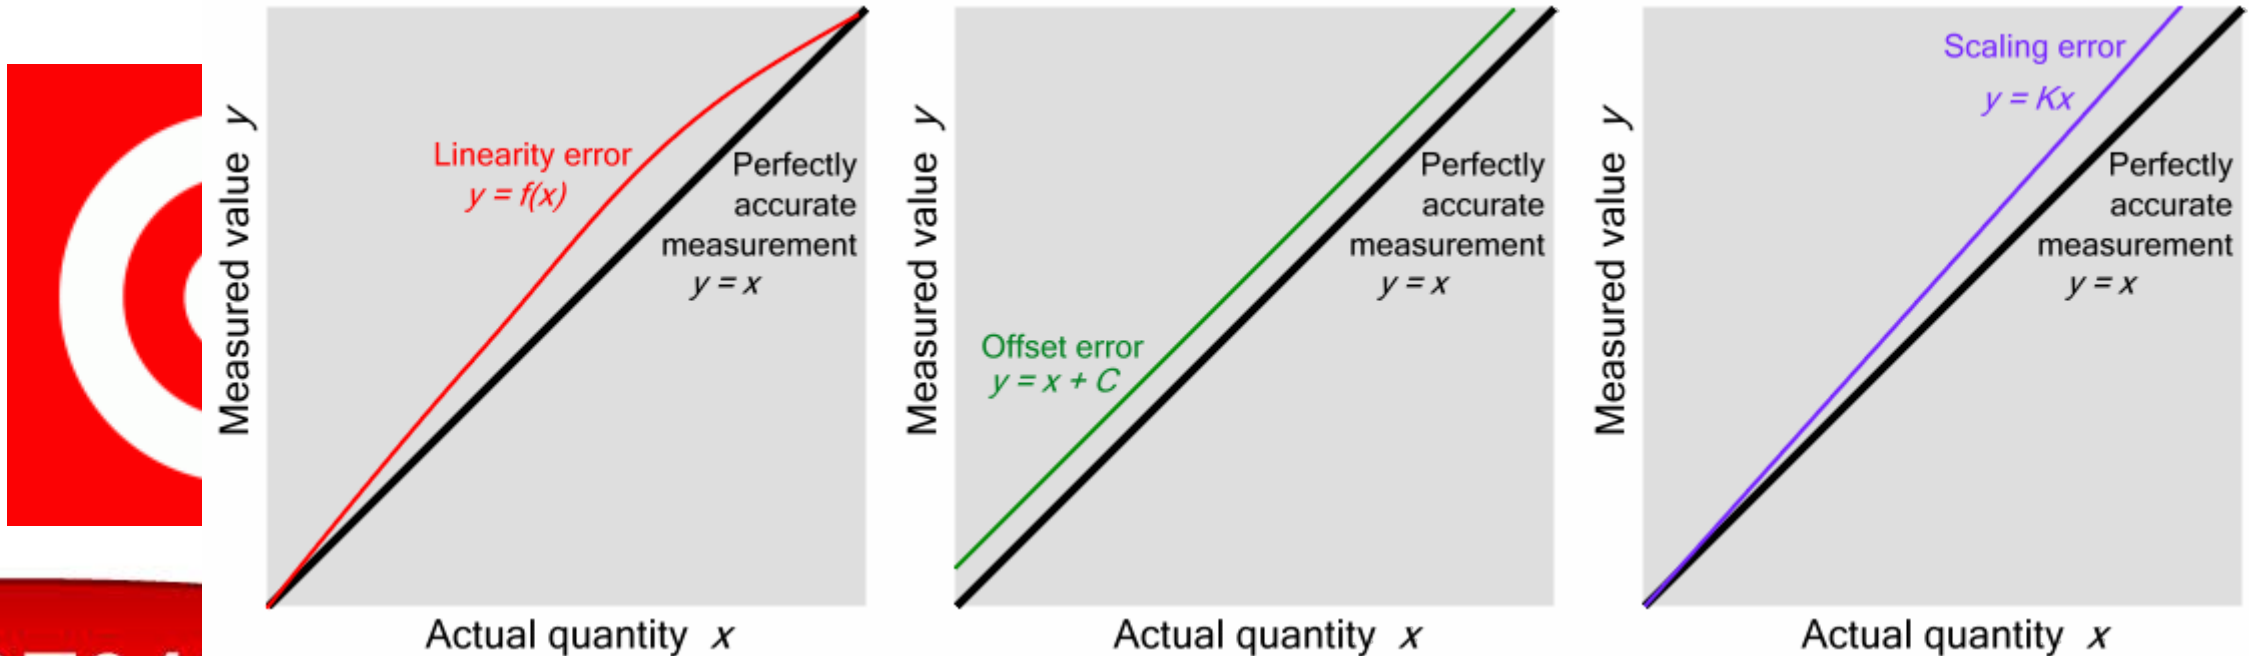 Measured value y
Linearity error
y = f(x)
Perfectly
accurate
measurement
y = x
Actual quantity x
Measured value y
Offset error
y = x + C
Perfectly
accurate
measurement
y = x
Actual quantity x
Measured value y
Scaling error
y = Kx
Perfectly
accurate
measurement
y = x
Actual quantity x